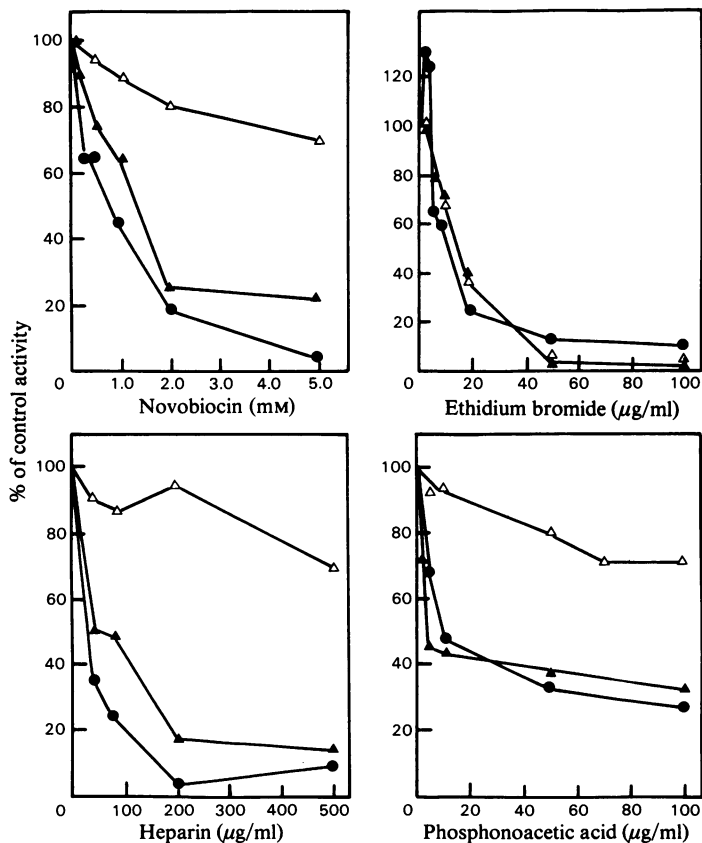 % of control activity
100
80
60
40
20
0 1.0 2.0 3.0 4.0 5.0
Novobiocin (mM)
120
100
80
60
40
20
0 20 40 60 80 100
Ethidium bromide (µg/ml)
100
80
60
40
20
0 100 200 300 400 500
Heparin (µg/ml)
100
80
60
40
20
0 20 40 60 80 100
Phosphonoacetic acid (µg/ml)